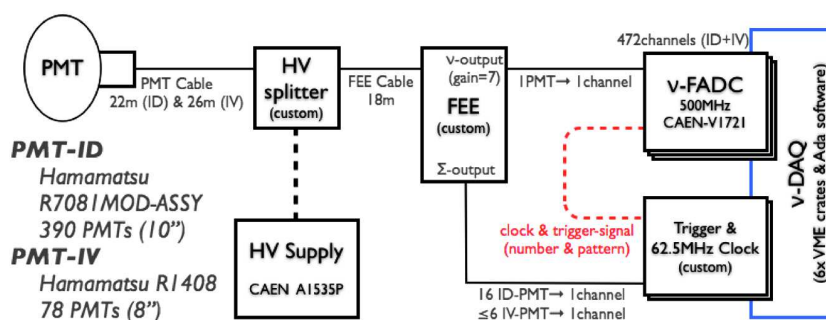 PMT
PMT Cable
22m (ID) & 26m (IV)
HV
splitter
(custom)
FEE Cable
18m
ν-output
(gain=7)
FEE
(custom)
Σ-output
1PMT→ 1channel
472channels (ID+IV)
ν-FADC
500MHz
CAEN-V1721
ν-DAQ
(6x VME crates & Ada software)
PMT-ID
Hamamatsu
R7081MOD-ASSY
390 PMTs (10”)
PMT-IV
Hamamatsu R1408
78 PMTs (8”)
HV Supply
CAEN A1535P
clock & trigger-signal
(number & pattern)
Trigger &
62.5MHz Clock
(custom)
16 ID-PMT→ 1channel
≤6 IV-PMT→ 1channel